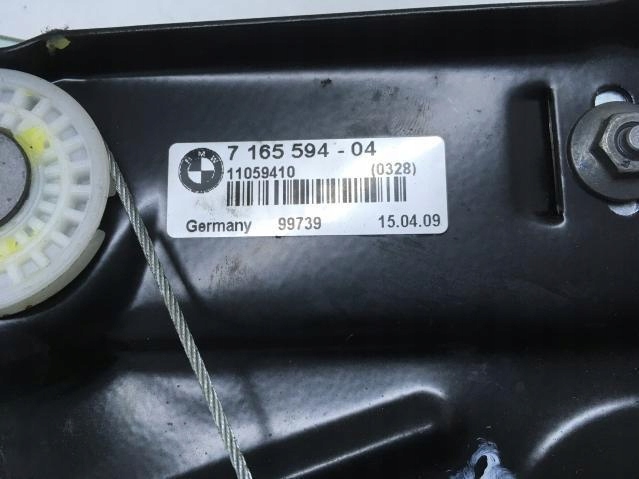 BMW
7 165 594 - 04
11059410 (0328)
Germany 99739 15.04.09